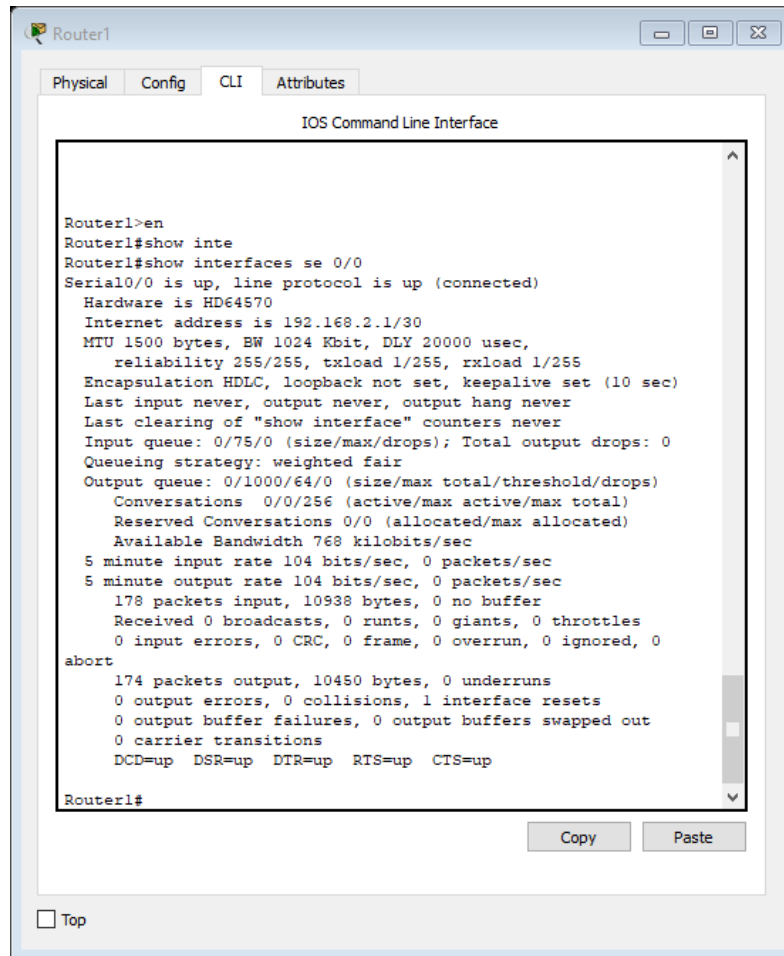 Router1
Physical Config CLI Attributes
IOS Command Line Interface
Router1>en
Router1#show inte
Router1#show interfaces se 0/0
Serial0/0 is up, line protocol is up (connected)
  Hardware is HD64570
  Internet address is 192.168.2.1/30
  MTU 1500 bytes, BW 1024 Kbit, DLY 20000 usec,
     reliability 255/255, txload 1/255, rxload 1/255
  Encapsulation HDLC, loopback not set, keepalive set (10 sec)
  Last input never, output never, output hang never
  Last clearing of "show interface" counters never
  Input queue: 0/75/0 (size/max/drops); Total output drops: 0
  Queueing strategy: weighted fair
  Output queue: 0/1000/64/0 (size/max total/threshold/drops)
     Conversations  0/0/256 (active/max active/max total)
     Reserved Conversations 0/0 (allocated/max allocated)
     Available Bandwidth 768 kilobits/sec
  5 minute input rate 104 bits/sec, 0 packets/sec
  5 minute output rate 104 bits/sec, 0 packets/sec
     178 packets input, 10938 bytes, 0 no buffer
     Received 0 broadcasts, 0 runts, 0 giants, 0 throttles
     0 input errors, 0 CRC, 0 frame, 0 overrun, 0 ignored, 0
abort
     174 packets output, 10450 bytes, 0 underruns
     0 output errors, 0 collisions, 1 interface resets
     0 output buffer failures, 0 output buffers swapped out
     0 carrier transitions
     DCD=up  DSR=up  DTR=up  RTS=up  CTS=up
Router1#
Copy Paste
Top